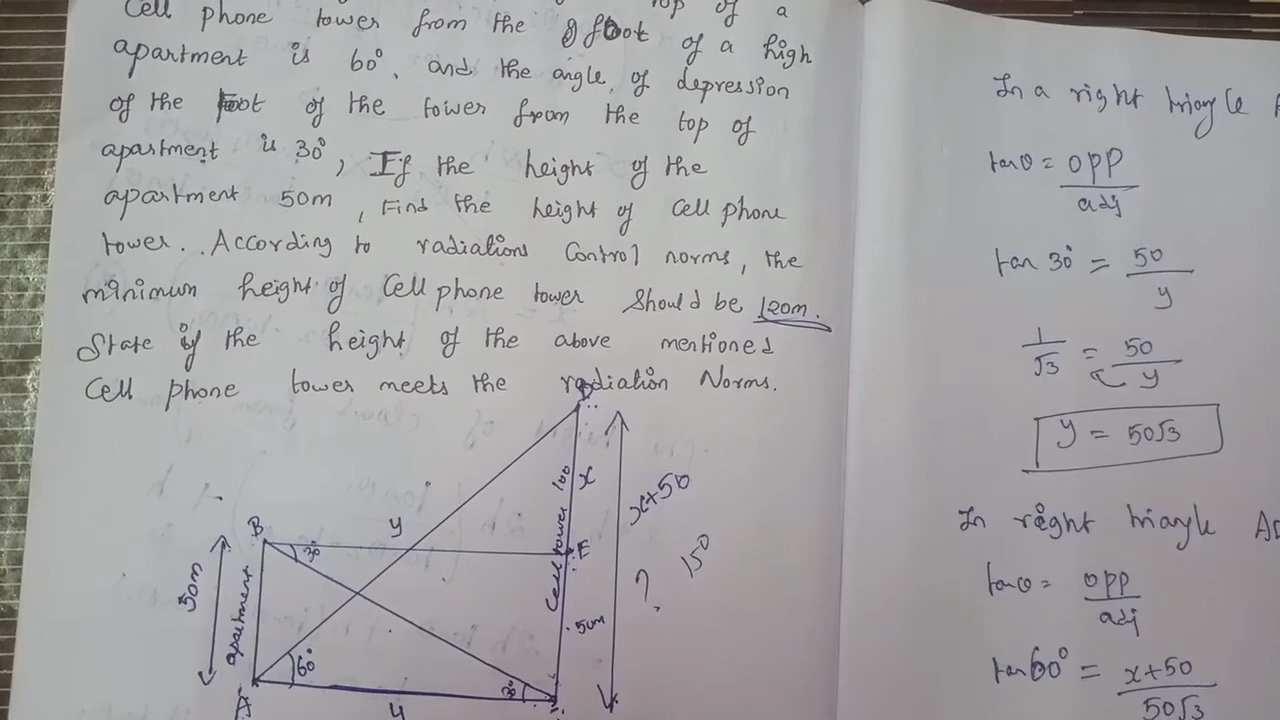 Cell phone tower from the foot of a high
top of a
apartment is 60°, and the angle of depression
of the foot of the tower from the top of
apartment is 30°, If the height of the
apartment 50m, Find the height of Cell phone
tower. According to radiations Control norms, the
minimum height of Cell phone tower Should be 120m.
State if the height of the above mentioned
Cell phone tower meets the radiation Norms.
D
B
y
30°
E
50m
apartment
60°
A
y
30°
Cell tower 100
x
50m
x+50
?
150
In a right triangle
tanθ = opp
adj
tan 30° = 50
y
1
√3
= 50
y
y = 50√3
In right triangle
tanθ = opp
adj
tan60° = x+50
50√3